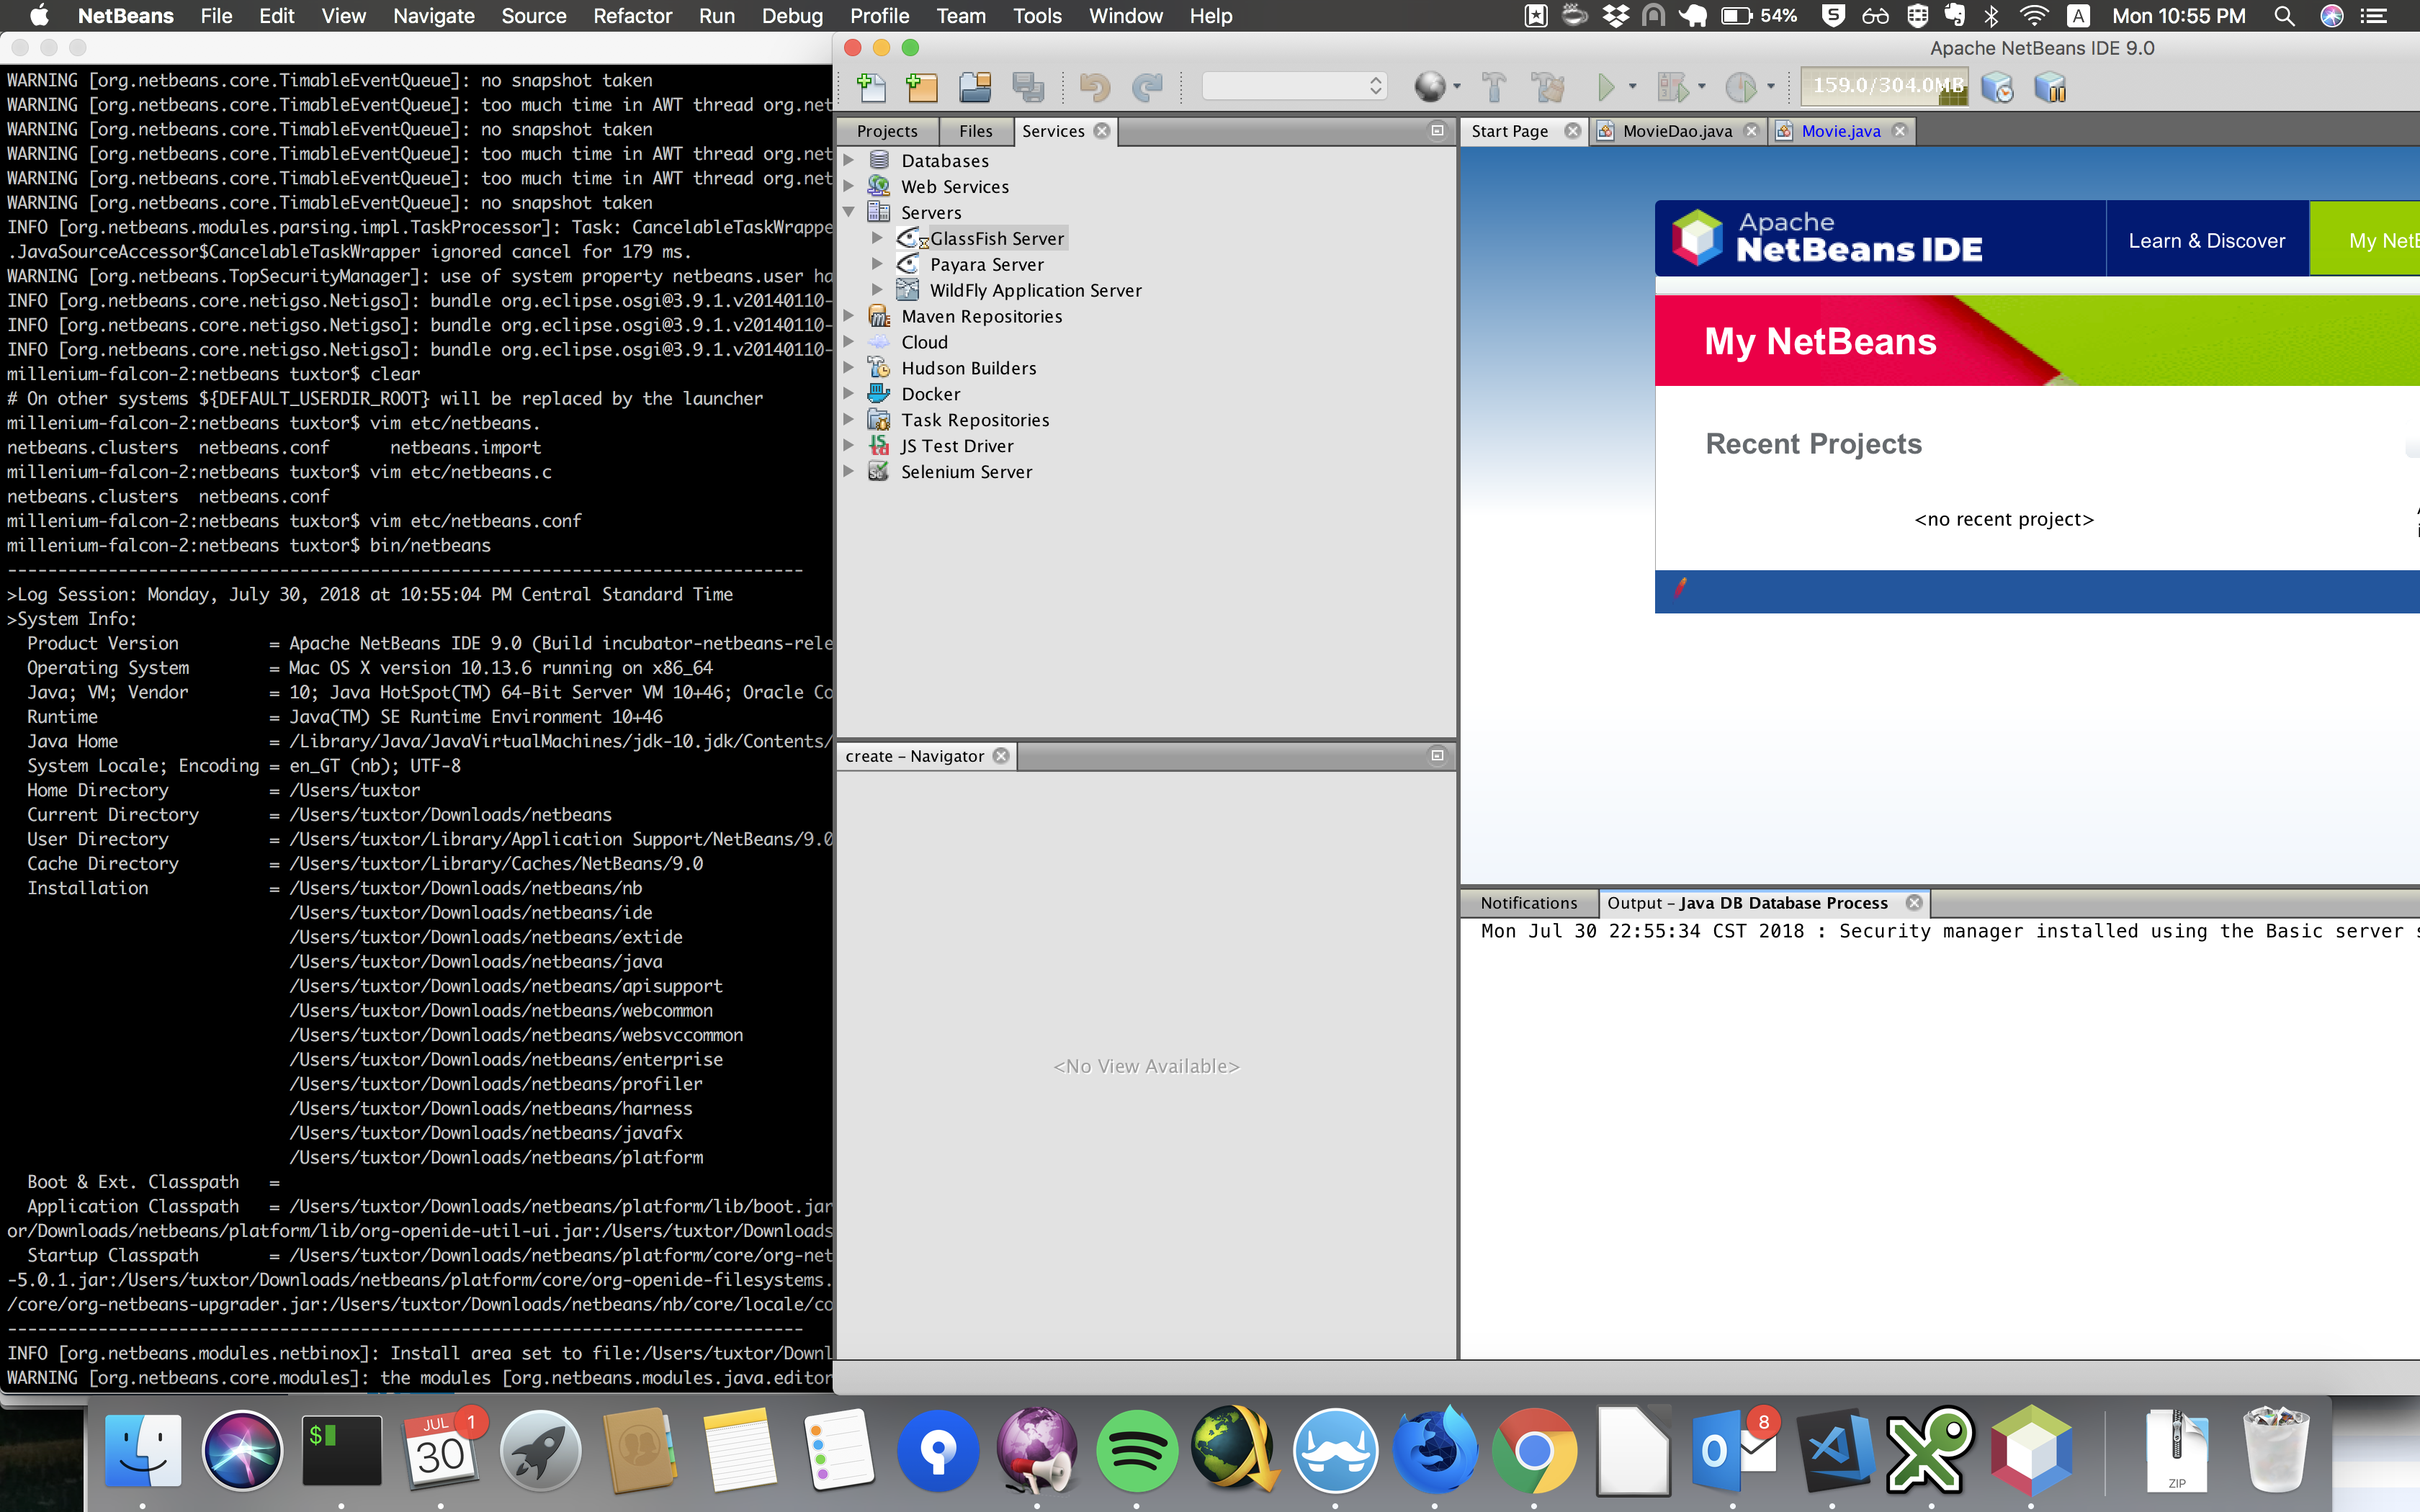 NetBeans File Edit View Navigate Source Refactor Run Debug Profile Team Tools Window Help 54% A Mon 10:55 PM
WARNING [org.netbeans.core.TimableEventQueue]: no snapshot taken
WARNING [org.netbeans.core.TimableEventQueue]: too much time in AWT thread org.net
WARNING [org.netbeans.core.TimableEventQueue]: no snapshot taken
WARNING [org.netbeans.core.TimableEventQueue]: too much time in AWT thread org.net
WARNING [org.netbeans.core.TimableEventQueue]: too much time in AWT thread org.net
WARNING [org.netbeans.core.TimableEventQueue]: no snapshot taken
INFO [org.netbeans.modules.parsing.impl.TaskProcessor]: Task: CancelableTaskWrappe
.JavaSourceAccessor$CancelableTaskWrapper ignored cancel for 179 ms.
WARNING [org.netbeans.TopSecurityManager]: use of system property netbeans.user ha
INFO [org.netbeans.core.netigso.Netigso]: bundle org.eclipse.osgi@3.9.1.v20140110-
INFO [org.netbeans.core.netigso.Netigso]: bundle org.eclipse.osgi@3.9.1.v20140110-
INFO [org.netbeans.core.netigso.Netigso]: bundle org.eclipse.osgi@3.9.1.v20140110-
millenium-falcon-2:netbeans tuxtor$ clear
# On other systems ${DEFAULT_USERDIR_ROOT} will be replaced by the launcher
millenium-falcon-2:netbeans tuxtor$ vim etc/netbeans.
netbeans.clusters netbeans.conf netbeans.import
millenium-falcon-2:netbeans tuxtor$ vim etc/netbeans.c
netbeans.clusters netbeans.conf
millenium-falcon-2:netbeans tuxtor$ vim etc/netbeans.conf
millenium-falcon-2:netbeans tuxtor$ bin/netbeans
-------------------------------------------------------------------------------
>Log Session: Monday, July 30, 2018 at 10:55:04 PM Central Standard Time
>System Info:
Product Version = Apache NetBeans IDE 9.0 (Build incubator-netbeans-rele
Operating System = Mac OS X version 10.13.6 running on x86_64
Java; VM; Vendor = 10; Java HotSpot(TM) 64-Bit Server VM 10+46; Oracle Co
Runtime = Java(TM) SE Runtime Environment 10+46
Java Home = /Library/Java/JavaVirtualMachines/jdk-10.jdk/Contents/
System Locale; Encoding = en_GT (nb); UTF-8
Home Directory = /Users/tuxtor
Current Directory = /Users/tuxtor/Downloads/netbeans
User Directory = /Users/tuxtor/Library/Application Support/NetBeans/9.0
Cache Directory = /Users/tuxtor/Library/Caches/NetBeans/9.0
Installation = /Users/tuxtor/Downloads/netbeans/nb
/Users/tuxtor/Downloads/netbeans/ide
/Users/tuxtor/Downloads/netbeans/extide
/Users/tuxtor/Downloads/netbeans/java
/Users/tuxtor/Downloads/netbeans/apisupport
/Users/tuxtor/Downloads/netbeans/webcommon
/Users/tuxtor/Downloads/netbeans/websvccommon
/Users/tuxtor/Downloads/netbeans/enterprise
/Users/tuxtor/Downloads/netbeans/profiler
/Users/tuxtor/Downloads/netbeans/harness
/Users/tuxtor/Downloads/netbeans/javafx
/Users/tuxtor/Downloads/netbeans/platform
Boot & Ext. Classpath =
Application Classpath = /Users/tuxtor/Downloads/netbeans/platform/lib/boot.jar
or/Downloads/netbeans/platform/lib/org-openide-util-ui.jar:/Users/tuxtor/Downloads
Startup Classpath = /Users/tuxtor/Downloads/netbeans/platform/core/org-net
-5.0.1.jar:/Users/tuxtor/Downloads/netbeans/platform/core/org-openide-filesystems.
/core/org-netbeans-upgrader.jar:/Users/tuxtor/Downloads/netbeans/nb/core/locale/co
-------------------------------------------------------------------------------
INFO [org.netbeans.modules.netbinox]: Install area set to file:/Users/tuxtor/Downl
WARNING [org.netbeans.core.modules]: the modules [org.netbeans.modules.java.editor
Apache NetBeans IDE 9.0
159.0/304.0MB
Projects Files Services
Databases
Web Services
Servers
GlassFish Server
Payara Server
WildFly Application Server
Maven Repositories
Cloud
Hudson Builders
Docker
Task Repositories
JS Test Driver
Selenium Server
create – Navigator
<No View Available>
Start Page MovieDao.java Movie.java
Apache
NetBeans IDE
Learn & Discover
My NetB
My NetBeans
Recent Projects
<no recent project>
Notifications Output – Java DB Database Process
Mon Jul 30 22:55:34 CST 2018 : Security manager installed using the Basic server s
$
JUL
30
1
8
ZIP